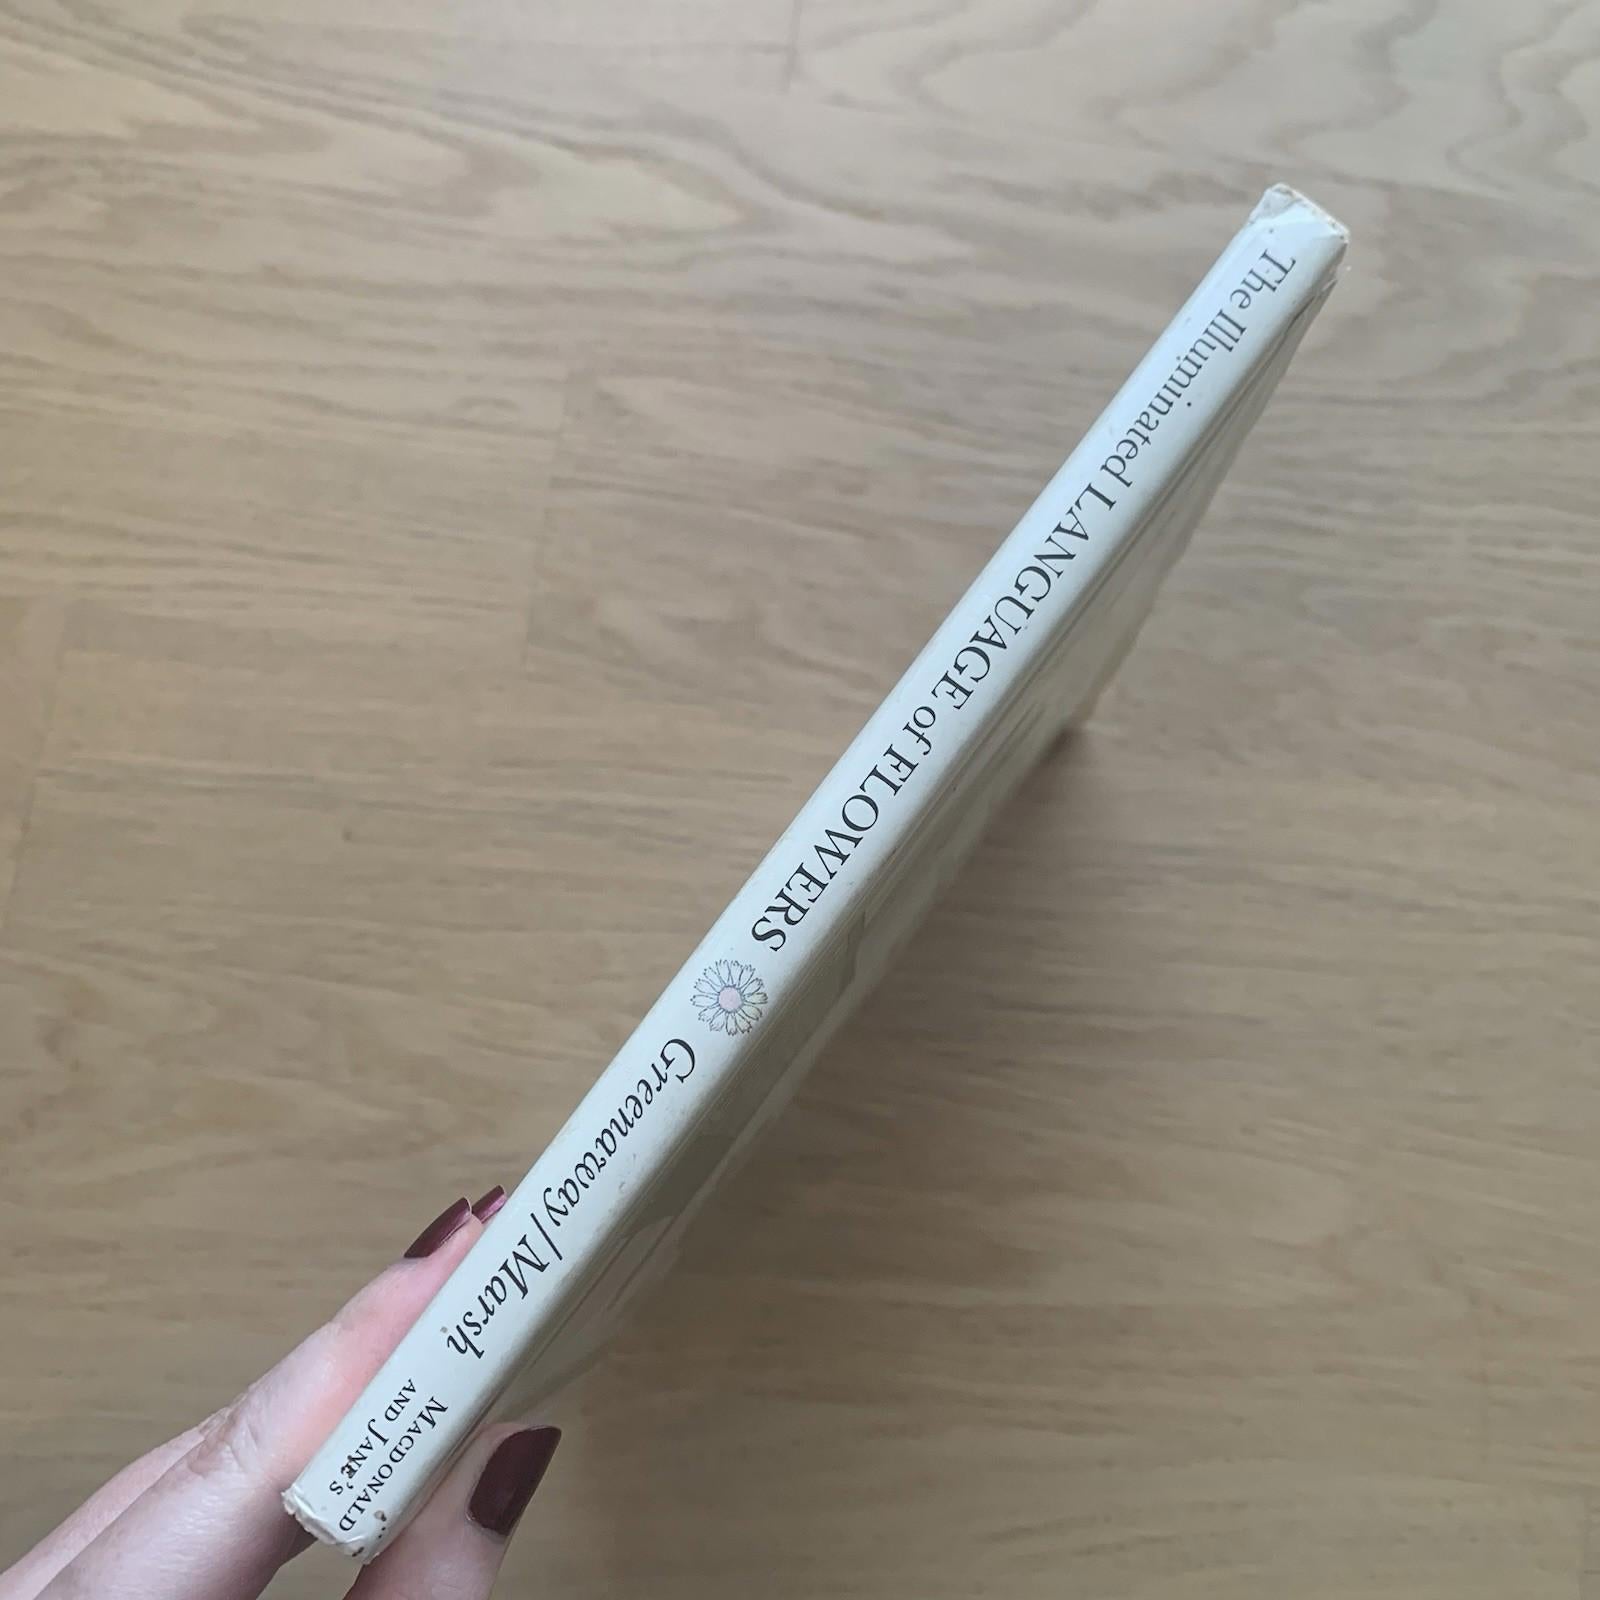 The Illuminated LANGUAGE of FLOWERS
Greenaway/Marsh
MACDONALD
AND JANE'S